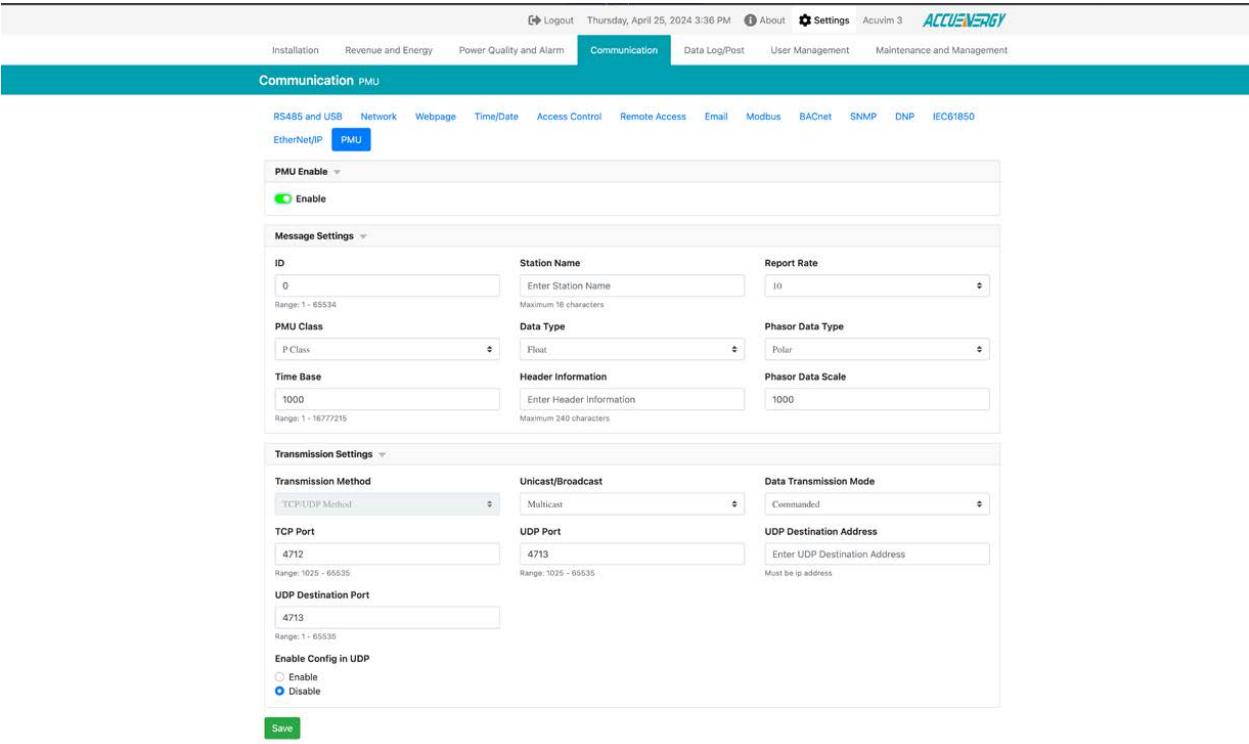 Logout Thursday, April 25, 2024 3:36 PM About Settings Acuvim 3 ACCUENERGY
Installation Revenue and Energy Power Quality and Alarm Communication Data Log/Post User Management Maintenance and Management
Communication PMU
RS485 and USB Network Webpage Time/Date Access Control Remote Access Email Modbus BACnet SNMP DNP IEC61850
EtherNet/IP PMU
PMU Enable
Enable
Message Settings
ID Station Name Report Rate
0 Enter Station Name 10
Range: 1 - 65534 Maximum 16 characters
PMU Class Data Type Phasor Data Type
P Class Float Polar
Time Base Header Information Phasor Data Scale
1000 Enter Header Information 1000
Range: 1 - 16777215 Maximum 240 characters
Transmission Settings
Transmission Method Unicast/Broadcast Data Transmission Mode
TCP/UDP Method Multicast Commanded
TCP Port UDP Port UDP Destination Address
4712 4713 Enter UDP Destination Address
Range: 1025 - 65535 Range: 1025 - 65535 Must be ip address
UDP Destination Port
4713
Range: 1 - 65535
Enable Config in UDP
Enable
Disable
Save